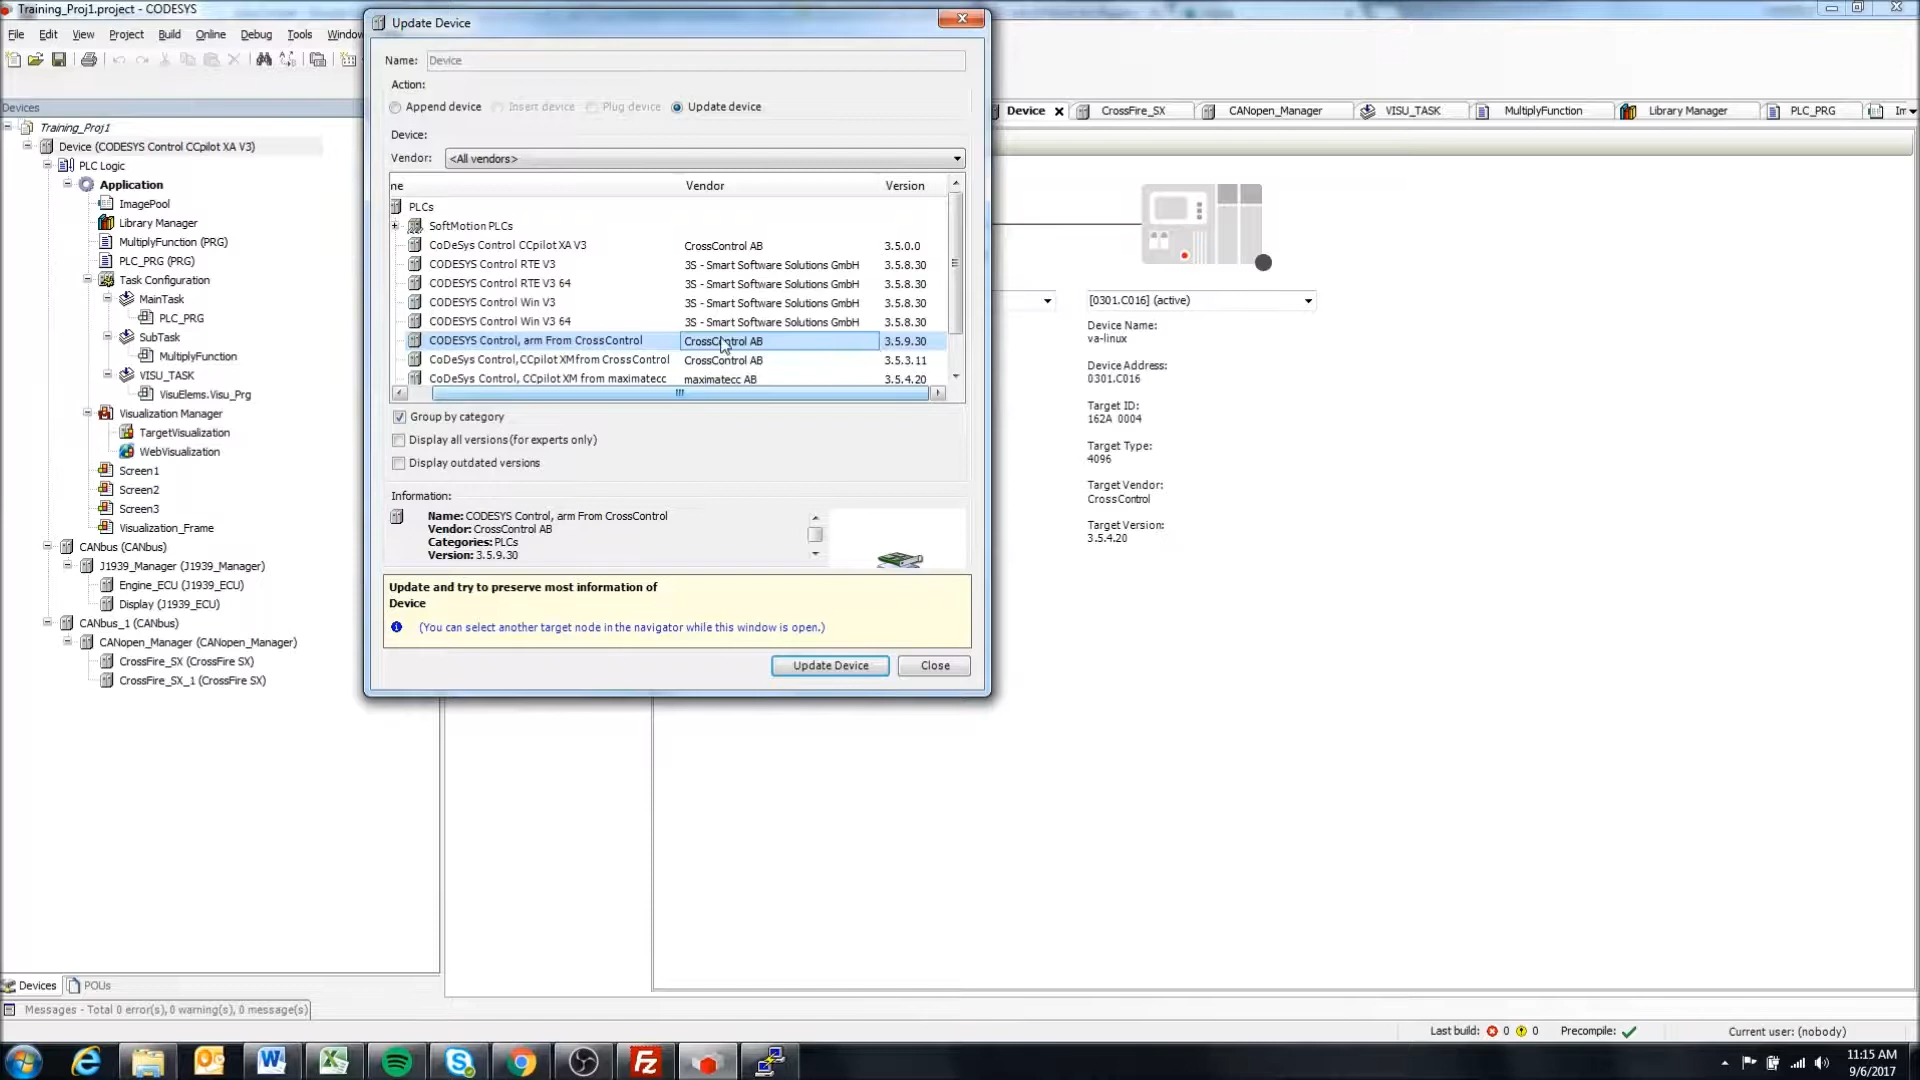 Training_Proj1.project - CODESYS
File Edit View Project Build Online Debug Tools Window
Devices
Training_Proj1
Device (CODESYS Control CCpilot XA V3)
PLC Logic
Application
ImagePool
Library Manager
MultiplyFunction (PRG)
PLC_PRG (PRG)
Task Configuration
MainTask
PLC_PRG
SubTask
MultiplyFunction
VISU_TASK
VisuElems.Visu_Prg
Visualization Manager
TargetVisualization
WebVisualization
Screen1
Screen2
Screen3
Visualization_Frame
CANbus (CANbus)
J1939_Manager (J1939_Manager)
Engine_ECU (J1939_ECU)
Display (J1939_ECU)
CANbus_1 (CANbus)
CANopen_Manager (CANopen_Manager)
CrossFire_SX (CrossFire SX)
CrossFire_SX_1 (CrossFire SX)
Devices POUs
Messages - Total 0 error(s), 0 warning(s), 0 message(s)
Update Device
Name: Device
Action:
Append device Insert device Plug device Update device
Device:
Vendor: <All vendors>
ne Vendor Version
PLCs
SoftMotion PLCs
CoDeSys Control CCpilot XA V3 CrossControl AB 3.5.0.0
CODESYS Control RTE V3 3S - Smart Software Solutions GmbH 3.5.8.30
CODESYS Control RTE V3 64 3S - Smart Software Solutions GmbH 3.5.8.30
CODESYS Control Win V3 3S - Smart Software Solutions GmbH 3.5.8.30
CODESYS Control Win V3 64 3S - Smart Software Solutions GmbH 3.5.8.30
CODESYS Control, arm From CrossControl CrossControl AB 3.5.9.30
CoDeSys Control, CCpilot XM from CrossControl CrossControl AB 3.5.3.11
CoDeSys Control, CCpilot XM from maximatecc maximatecc AB 3.5.4.20
Group by category
Display all versions (for experts only)
Display outdated versions
Information:
Name: CODESYS Control, arm From CrossControl
Vendor: CrossControl AB
Categories: PLCs
Version: 3.5.9.30
Update and try to preserve most information of
Device
(You can select another target node in the navigator while this window is open.)
Update Device Close
Device CrossFire_SX CANopen_Manager VISU_TASK MultiplyFunction Library Manager PLC_PRG Im
[0301.C016] (active)
Device Name:
va-linux
Device Address:
0301.C016
Target ID:
162A 0004
Target Type:
4096
Target Vendor:
CrossControl
Target Version:
3.5.4.20
Last build: 0 0 Precompile: Current user: (nobody)
11:15 AM
9/6/2017